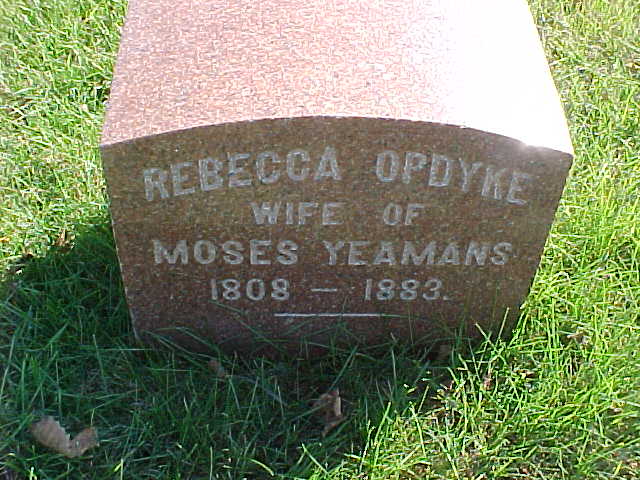 REBECCA OPDYKE
WIFE OF
MOSES YEAMANS
1808 — 1883.